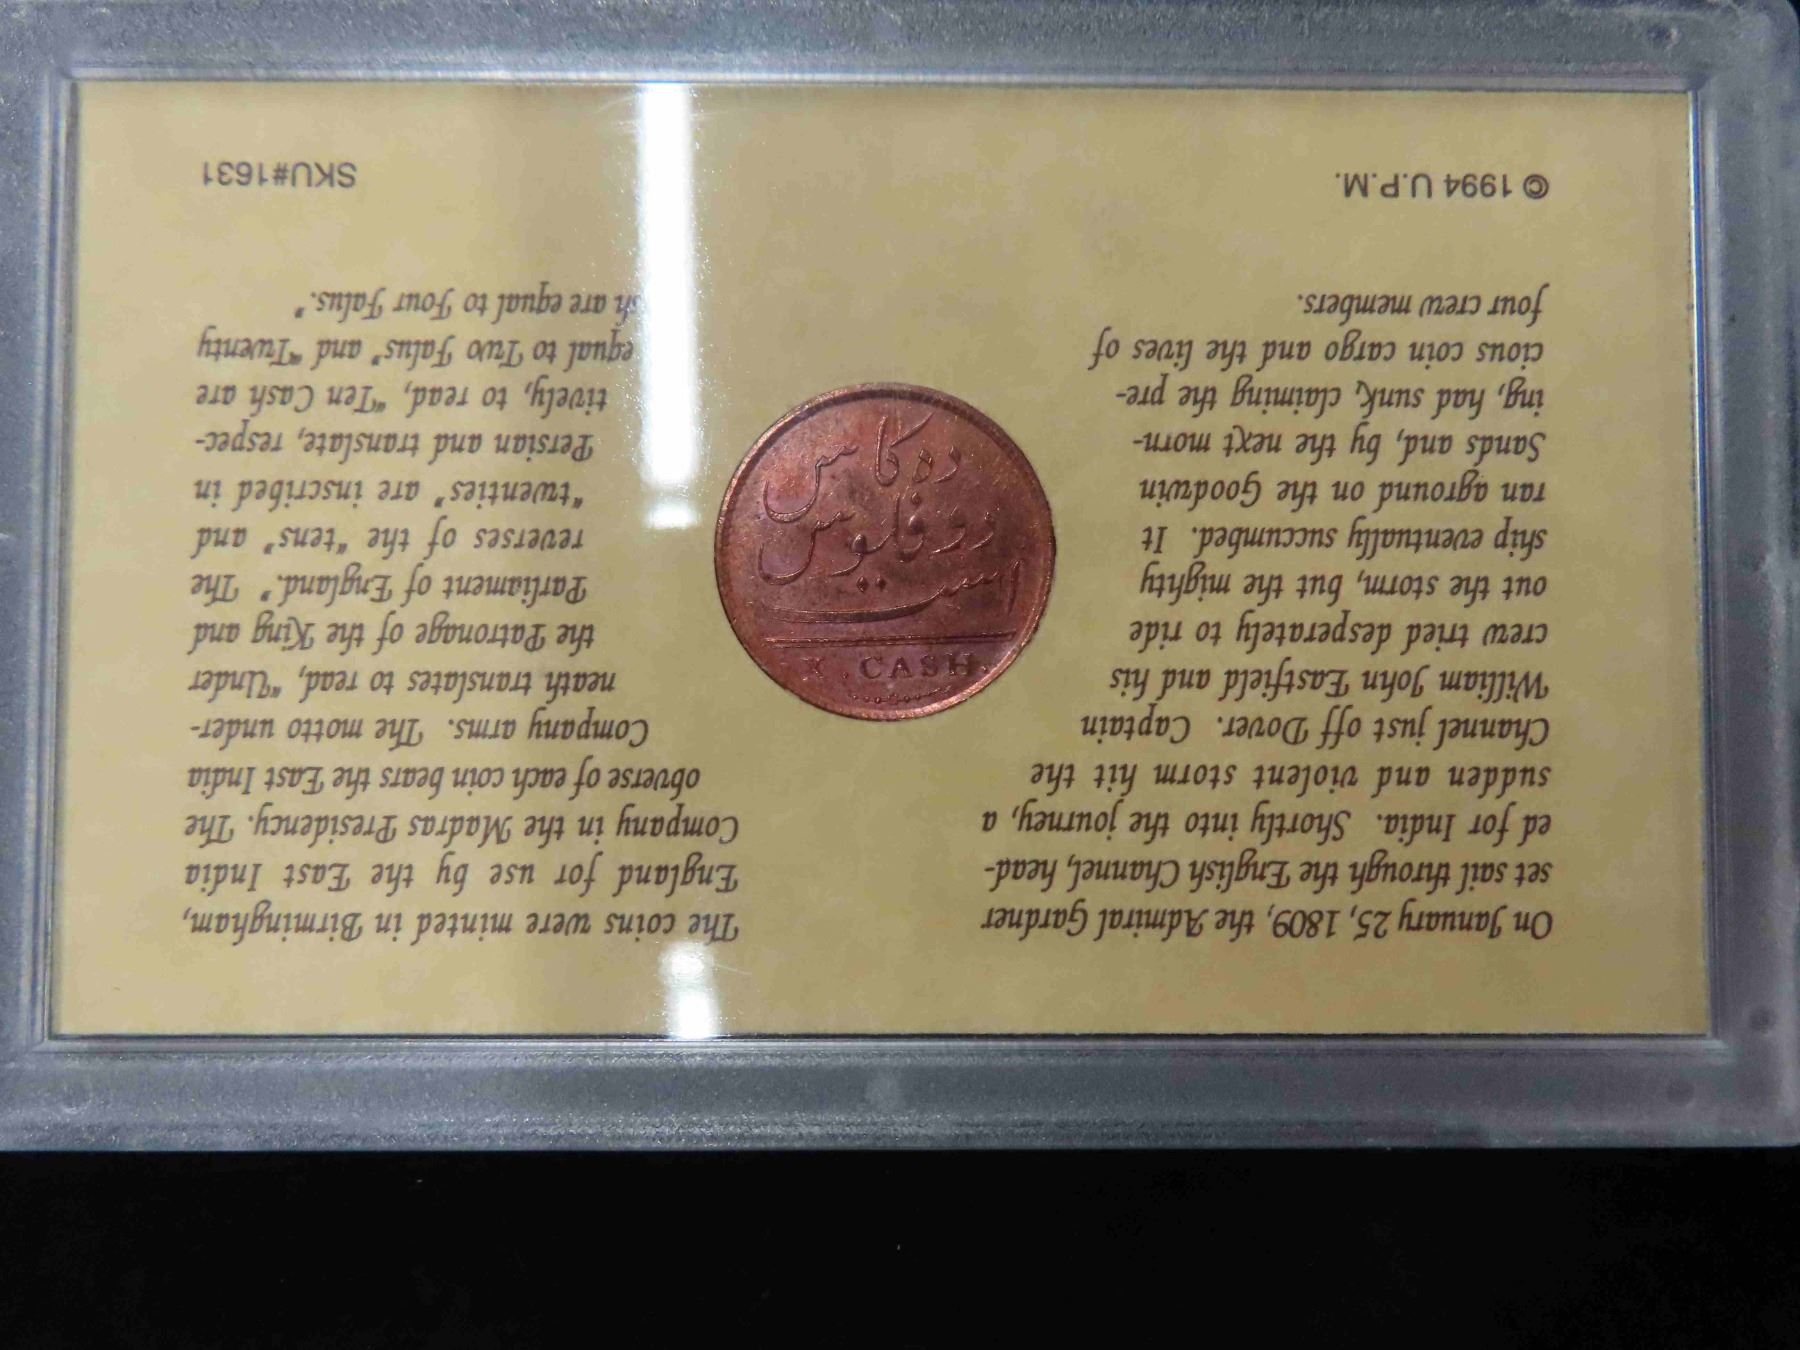 On January 25, 1809, the Admiral Gardner
set sail through the English Channel, head-
ed for India. Shortly into the journey, a
sudden and violent storm hit the
Channel just off Dover. Captain
William John Eastfield and his
crew tried desperately to ride
out the storm, but the mighty
ship eventually succumbed. It
ran aground on the Goodwin
Sands and, by the next morn-
ing, had sunk, claiming the pre-
cious coin cargo and the lives of
four crew members.
© 1994 U.P.M.
ده كاس
دو فلوس
است
X . CASH.
The coins were minted in Birmingham,
England for use by the East India
Company in the Madras Presidency. The
obverse of each coin bears the East India
Company arms. The motto under-
neath translates to read, "Under
the Patronage of the King and
Parliament of England." The
reverses of the "tens" and
"twenties" are inscribed in
Persian and translate, respec-
tively, to read, "Ten Cash are
equal to Two Falus" and "Twenty
are equal to Four Falus."
SKU#1631